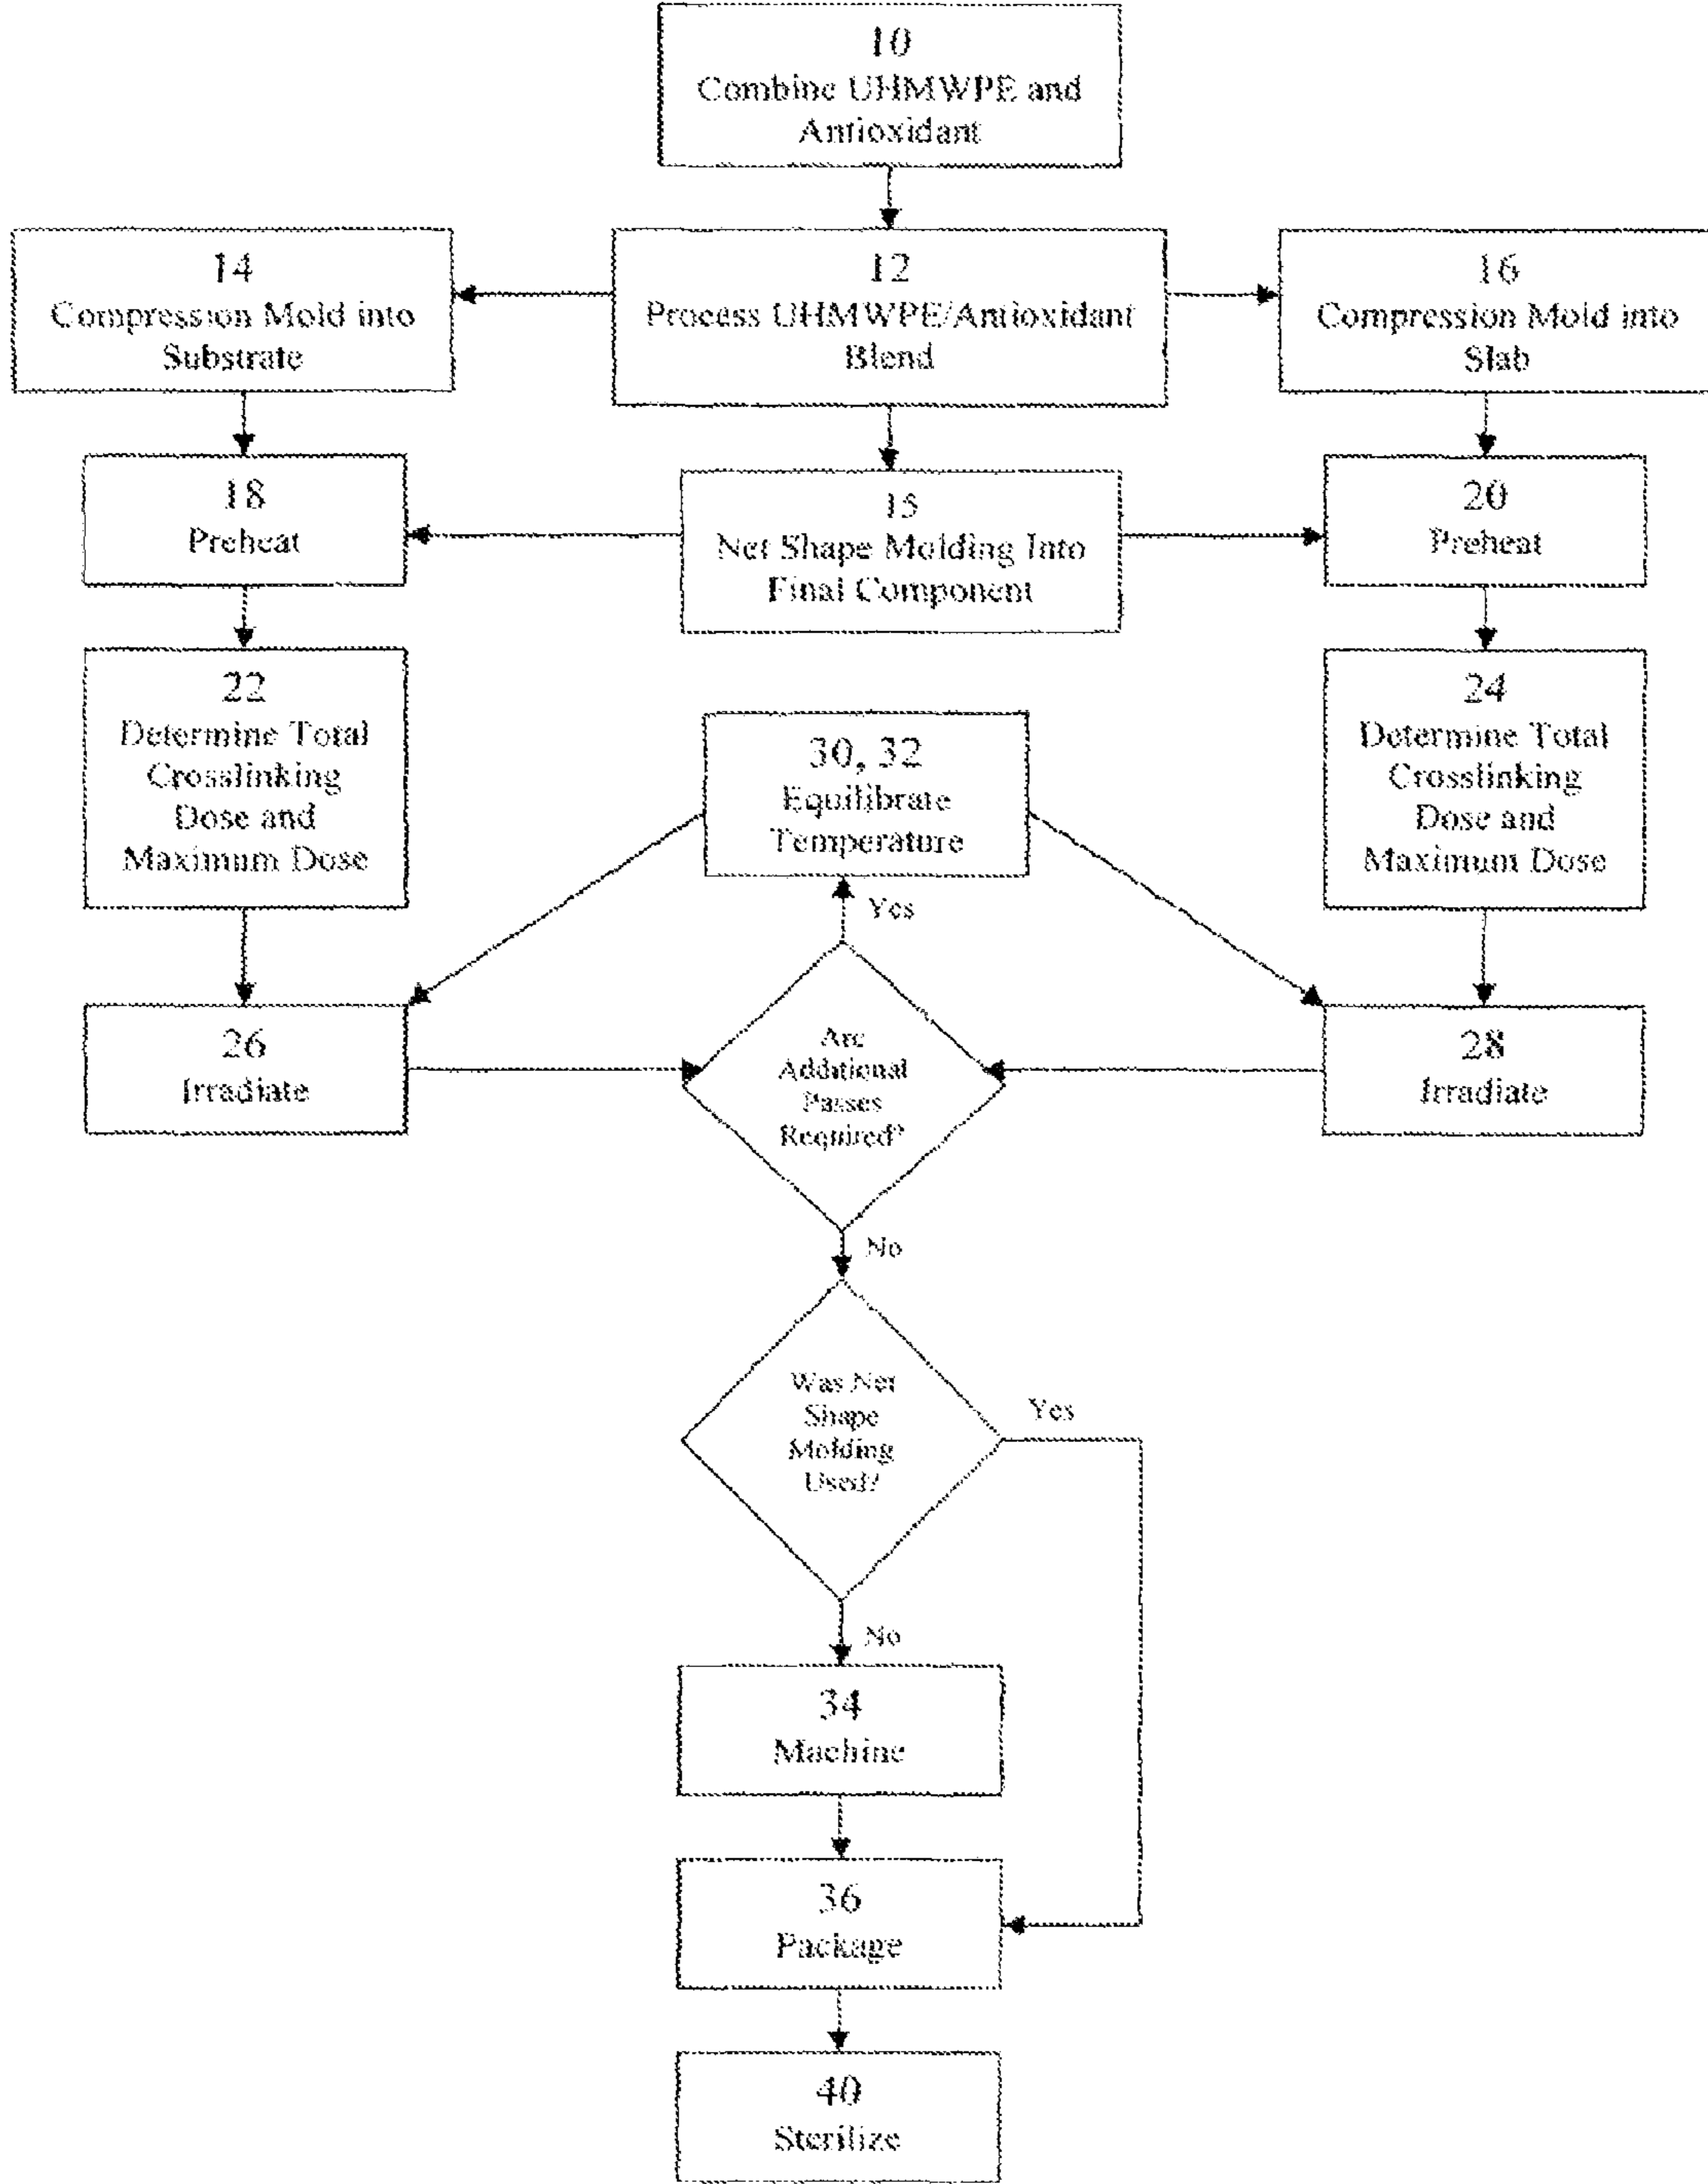 10
Combine UHMWPE and
Antioxidant
14
Compression Mold into
Substrate
12
Process UHMWPE/Antioxidant
Blend
16
Compression Mold into
Slab
18
Preheat
15
Net Shape Molding Into
Final Component
20
Preheat
22
Determine Total
Crosslinking
Dose and
Maximum Dose
30, 32
Equilibrate
Temperature
24
Determine Total
Crosslinking
Dose and
Maximum Dose
Yes
26
Irradiate
Are
Additional
Passes
Required?
28
Irradiate
No
Was Net
Shape
Molding
Used?
Yes
No
34
Machine
36
Package
40
Sterilize